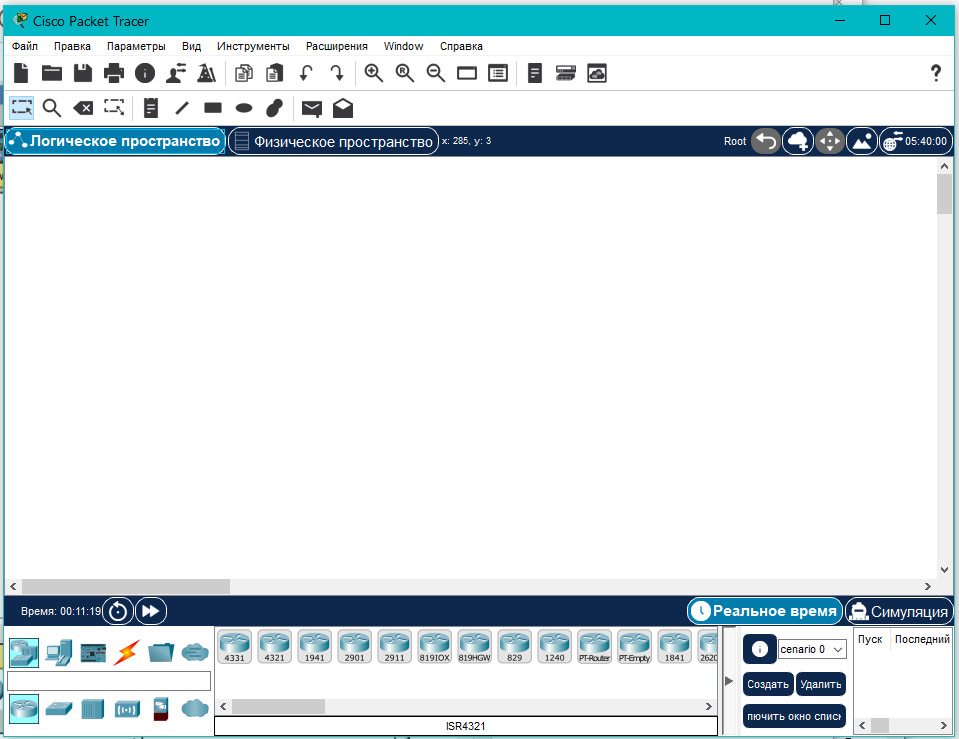 Cisco Packet Tracer
Файл Правка Параметры Вид Инструменты Расширения Window Справка
?
Логическое пространство Физическое пространство x: 285, y: 3 Root 05:40:00
Время: 00:11:19 Реальное время Симуляция
4331 4321 1941 2901 2911 819IOX 819HGW 829 1240 PT-Router PT-Empty 1841 2620
ISR4321
cenario 0
Создать Удалить
лючить окно списк
Пуск Последний